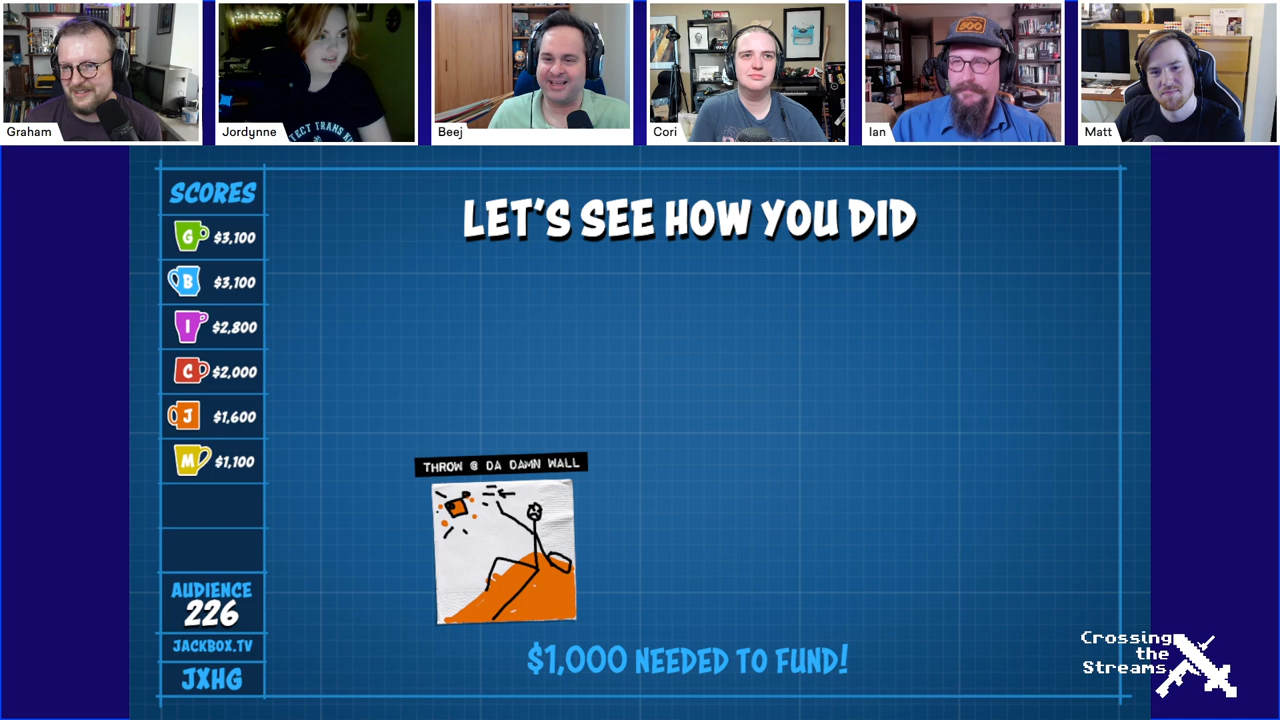 Graham
Jordynne
Beej
Cori
Ian
Matt
500
SCORES
G $3,100
B $3,100
I $2,800
C $2,000
J $1,600
M $1,100
AUDIENCE
226
JACKBOX.TV
JXHG
LET'S SEE HOW YOU DID
THROW @ DA DAMN WALL
$1,000 NEEDED TO FUND!
Crossing
the
Streams